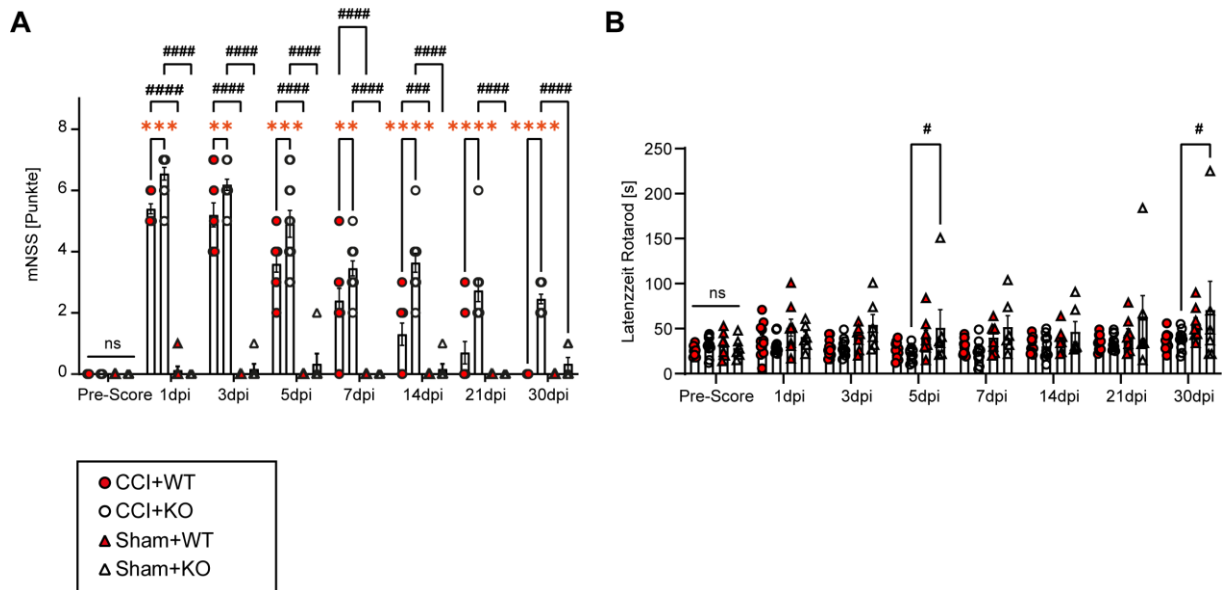 A
####
#### #### #### ####
#### #### #### #### ### #### ####
*** ** *** ** **** **** ****
mNSS [Punkte]
8
6
4
2
0
ns
Pre-Score 1dpi 3dpi 5dpi 7dpi 14dpi 21dpi 30dpi
CCI+WT
CCI+KO
Sham+WT
Sham+KO
B
# #
Latenzzeit Rotarod [s]
250
200
150
100
50
0
ns
Pre-Score 1dpi 3dpi 5dpi 7dpi 14dpi 21dpi 30dpi